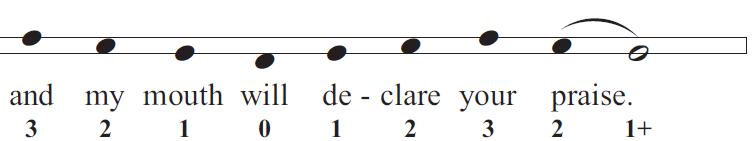 and my mouth will de - clare your praise.
3 2 1 0 1 2 3 2 1+